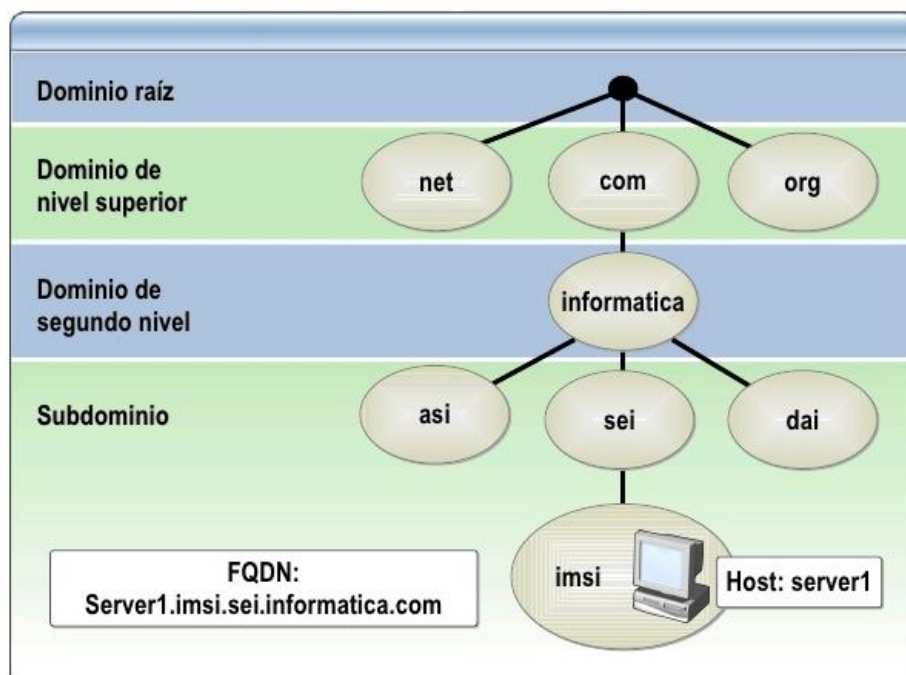 Dominio raíz
Dominio de
nivel superior
net
com
org
Dominio de
segundo nivel
informatica
Subdominio
asi
sei
dai
FQDN:
Server1.imsi.sei.informatica.com
imsi
Host: server1